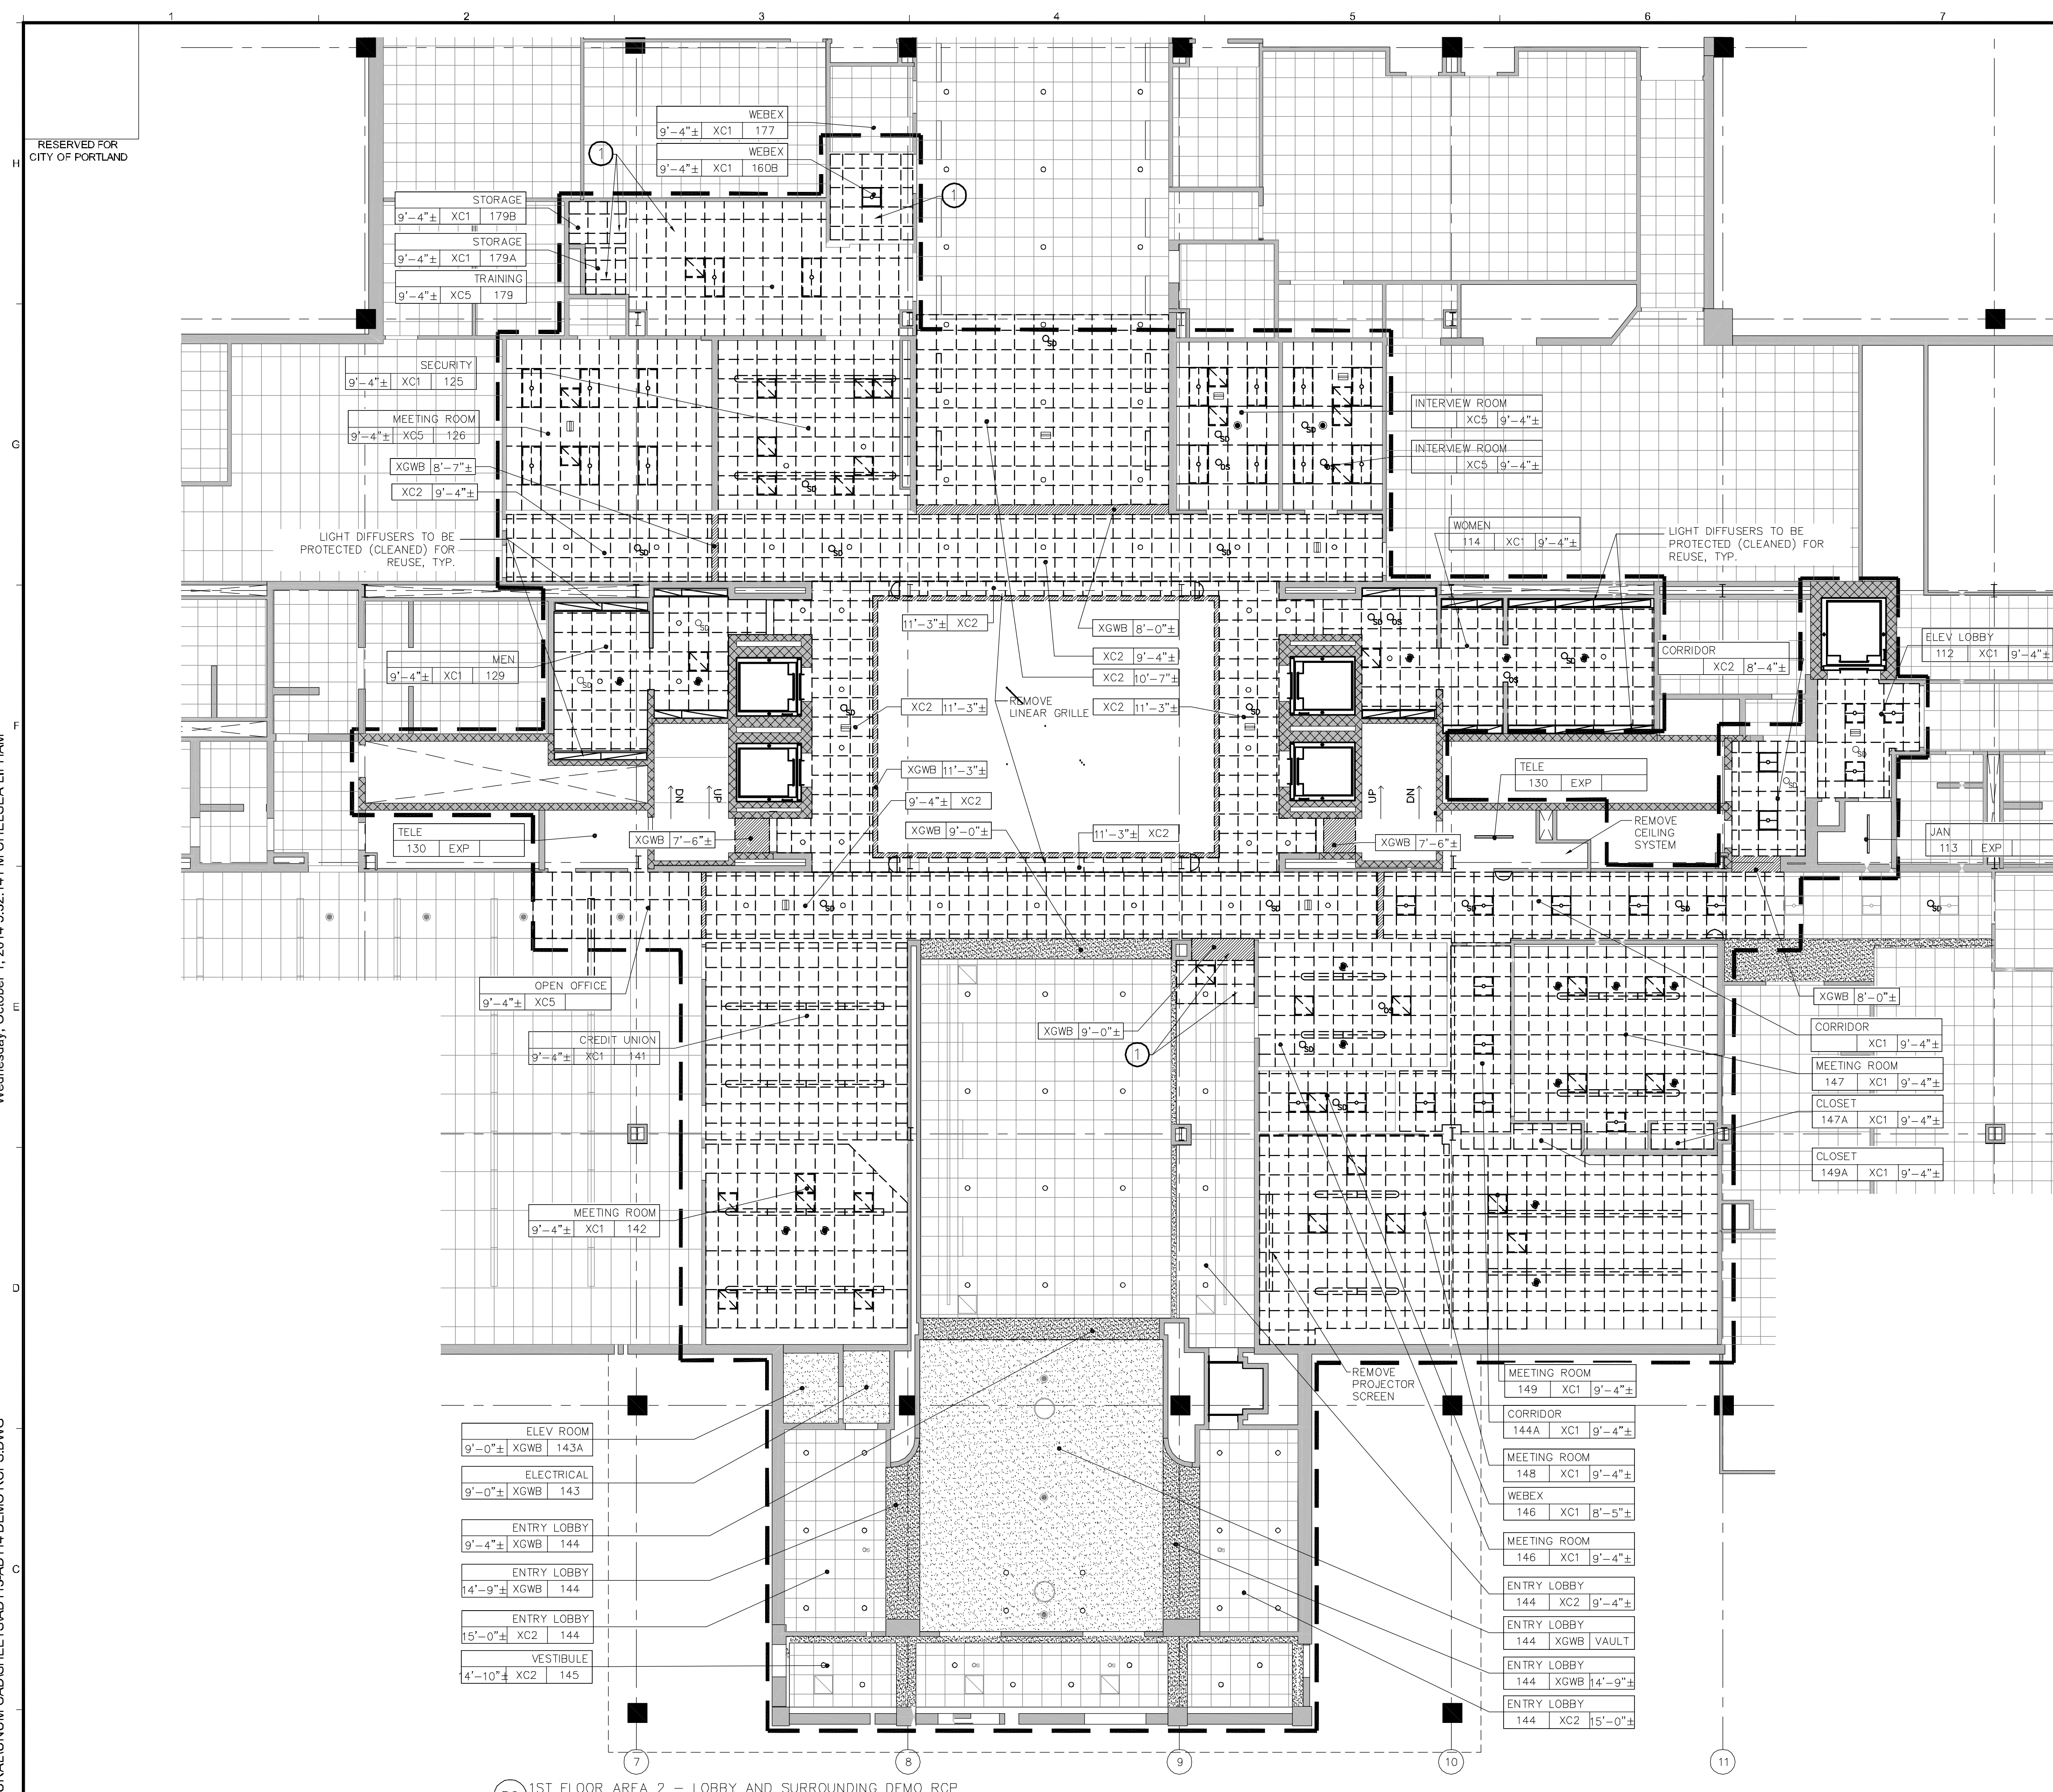 1 2 3 4 5 6 7
H
G
F
E
D
C
RESERVED FOR
CITY OF PORTLAND
WEBEX
9'-4"± XC1 177
WEBEX
9'-4"± XC1 160B
1
1
STORAGE
9'-4"± XC1 179B
STORAGE
9'-4"± XC1 179A
TRAINING
9'-4"± XC5 179
SECURITY
9'-4"± XC1 125
MEETING ROOM
9'-4"± XC5 126
XGWB 8'-7"±
XC2 9'-4"±
LIGHT DIFFUSERS TO BE
PROTECTED (CLEANED) FOR
REUSE, TYP.
INTERVIEW ROOM
XC5 9'-4"±
INTERVIEW ROOM
XC5 9'-4"±
WOMEN
114 XC1 9'-4"±
LIGHT DIFFUSERS TO BE
PROTECTED (CLEANED) FOR
REUSE, TYP.
MEN
9'-4"± XC1 129
11'-3"± XC2
XGWB 8'-0"±
XC2 9'-4"±
XC2 10'-7"±
XC2 11'-3"±
REMOVE
LINEAR GRILLE
XC2 11'-3"±
CORRIDOR
XC2 8'-4"±
ELEV LOBBY
112 XC1 9'-4"±
XGWB 11'-3"±
9'-4"± XC2
XGWB 9'-0"±
11'-3"± XC2
DN UP
UP DN
TELE
130 EXP
XGWB 7'-6"±
XGWB 7'-6"±
TELE
130 EXP
REMOVE
CEILING
SYSTEM
JAN
113 EXP
OPEN OFFICE
9'-4"± XC5
CREDIT UNION
9'-4"± XC1 141
XGWB 9'-0"±
1
XGWB 8'-0"±
CORRIDOR
XC1 9'-4"±
MEETING ROOM
147 XC1 9'-4"±
CLOSET
147A XC1 9'-4"±
CLOSET
149A XC1 9'-4"±
MEETING ROOM
9'-4"± XC1 142
REMOVE
PROJECTOR
SCREEN
MEETING ROOM
149 XC1 9'-4"±
CORRIDOR
144A XC1 9'-4"±
MEETING ROOM
148 XC1 9'-4"±
WEBEX
146 XC1 8'-5"±
MEETING ROOM
146 XC1 9'-4"±
ENTRY LOBBY
144 XC2 9'-4"±
ENTRY LOBBY
144 XGWB VAULT
ENTRY LOBBY
144 XGWB 14'-9"±
ENTRY LOBBY
144 XC2 15'-0"±
ELEV ROOM
9'-0"± XGWB 143A
ELECTRICAL
9'-0"± XGWB 143
ENTRY LOBBY
9'-4"± XGWB 144
ENTRY LOBBY
14'-9"± XGWB 144
ENTRY LOBBY
15'-0"± XC2 144
VESTIBULE
14'-10"± XC2 145
7 8 9 10 11
1ST FLOOR AREA 2 – LOBBY AND SURROUNDING DEMO RCP